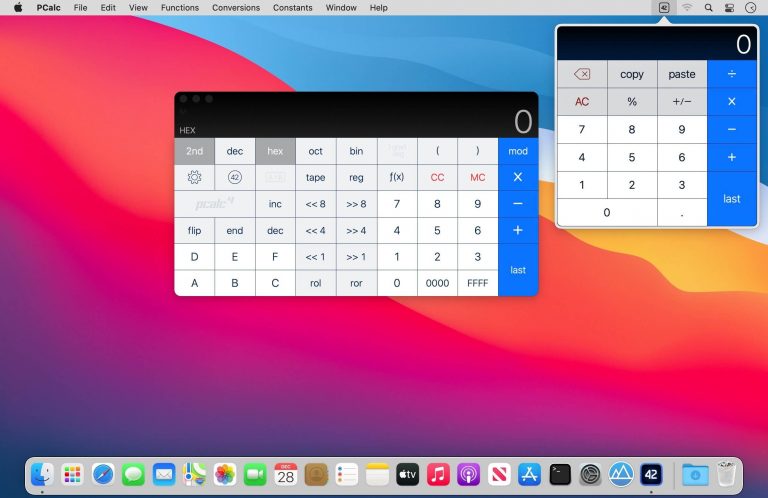 PCalc File Edit View Functions Conversions Constants Window Help 42
0
HEX
2nd dec hex oct bin ( ) mod
42 tape reg f(x) CC MC ×
pcalc inc << 8 >> 8 7 8 9 −
flip end dec << 4 >> 4 4 5 6 +
D E F << 1 >> 1 1 2 3 last
A B C rol ror 0 0000 FFFF
0
copy paste ÷
AC % +/− ×
7 8 9 −
4 5 6 +
1 2 3 last
0 .
DEC
28
tv
42